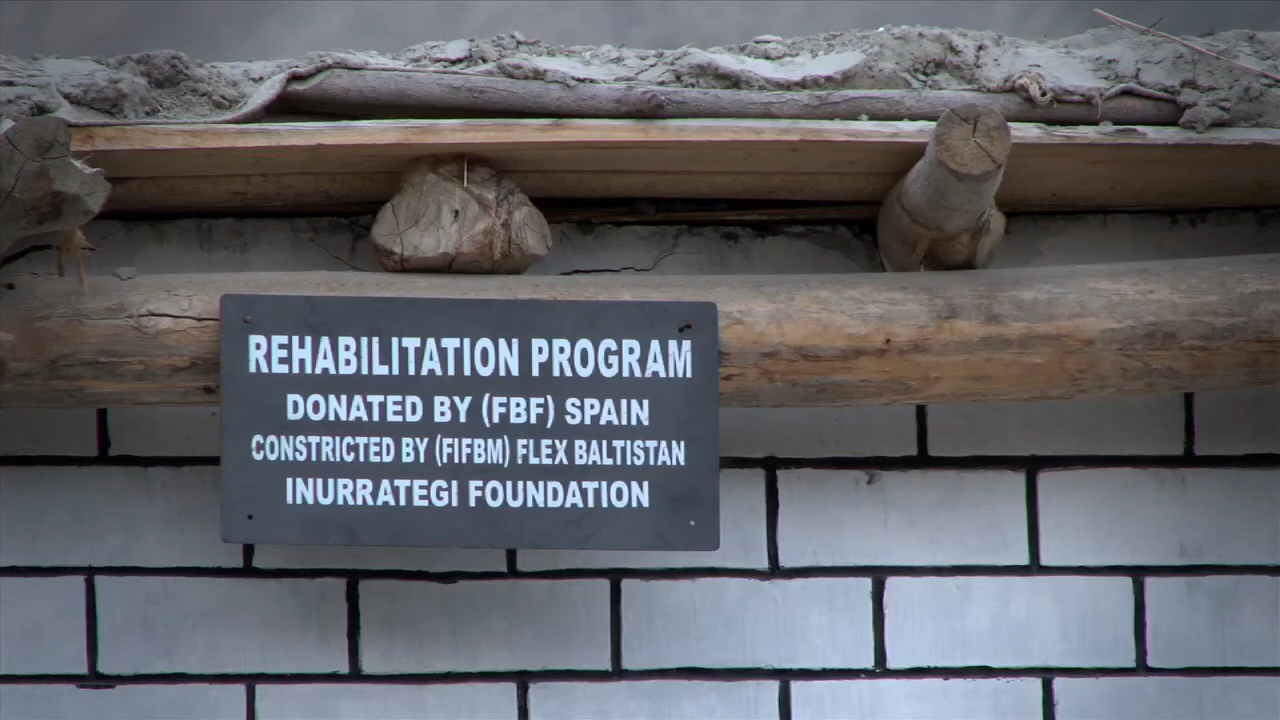 REHABILITATION PROGRAM
DONATED BY (FBF) SPAIN
CONSTRICTED BY (FIFBM) FLEX BALTISTAN
INURRATEGI FOUNDATION